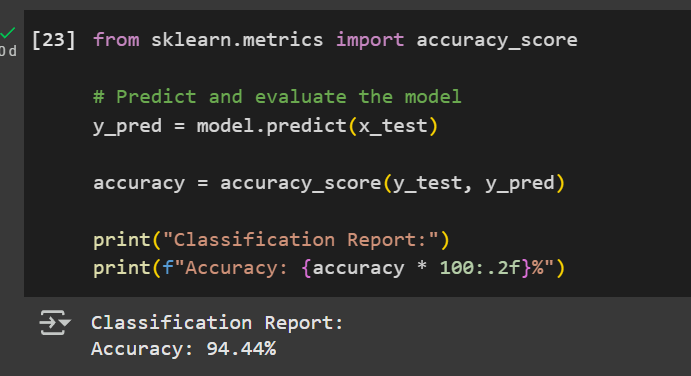 [23] from sklearn.metrics import accuracy_score
# Predict and evaluate the model
y_pred = model.predict(x_test)
accuracy = accuracy_score(y_test, y_pred)
print("Classification Report:")
print(f"Accuracy: {accuracy * 100:.2f}%")
0d
Classification Report:
Accuracy: 94.44%